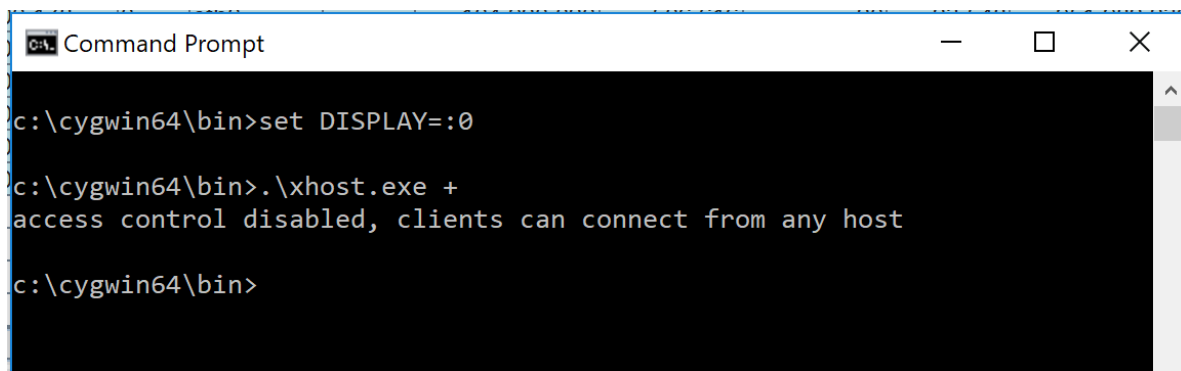 Command Prompt
c:\cygwin64\bin>set DISPLAY=:0
c:\cygwin64\bin>.\xhost.exe +
access control disabled, clients can connect from any host
c:\cygwin64\bin>